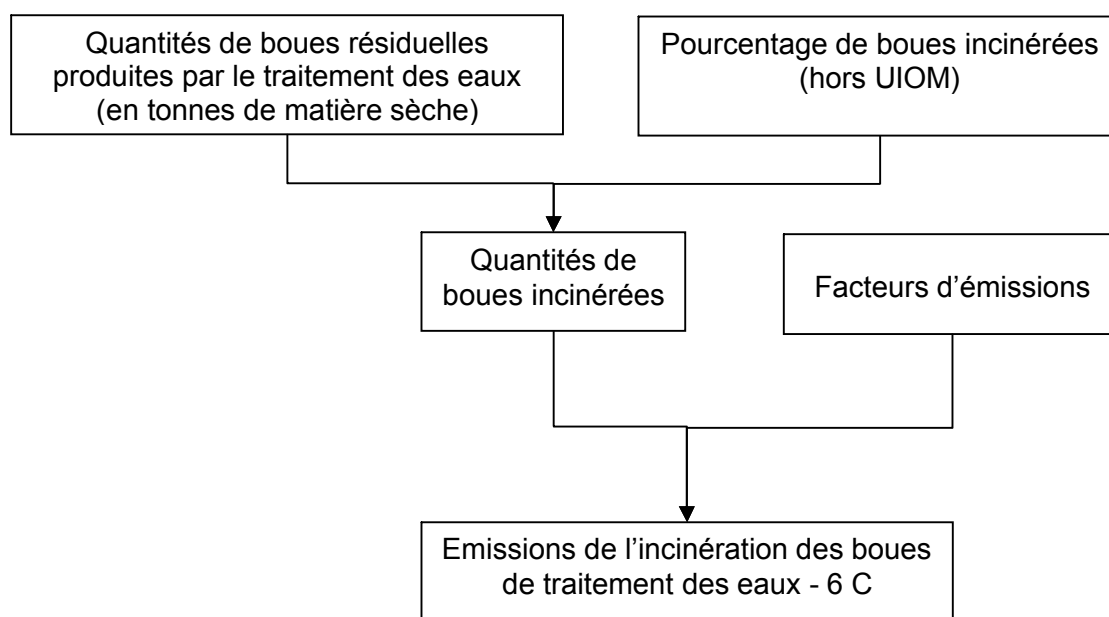 Quantités de boues résiduelles
produites par le traitement des eaux
(en tonnes de matière sèche)
Pourcentage de boues incinérées
(hors UIOM)
Quantités de
boues incinérées
Facteurs d’émissions
Emissions de l’incinération des boues
de traitement des eaux - 6 C